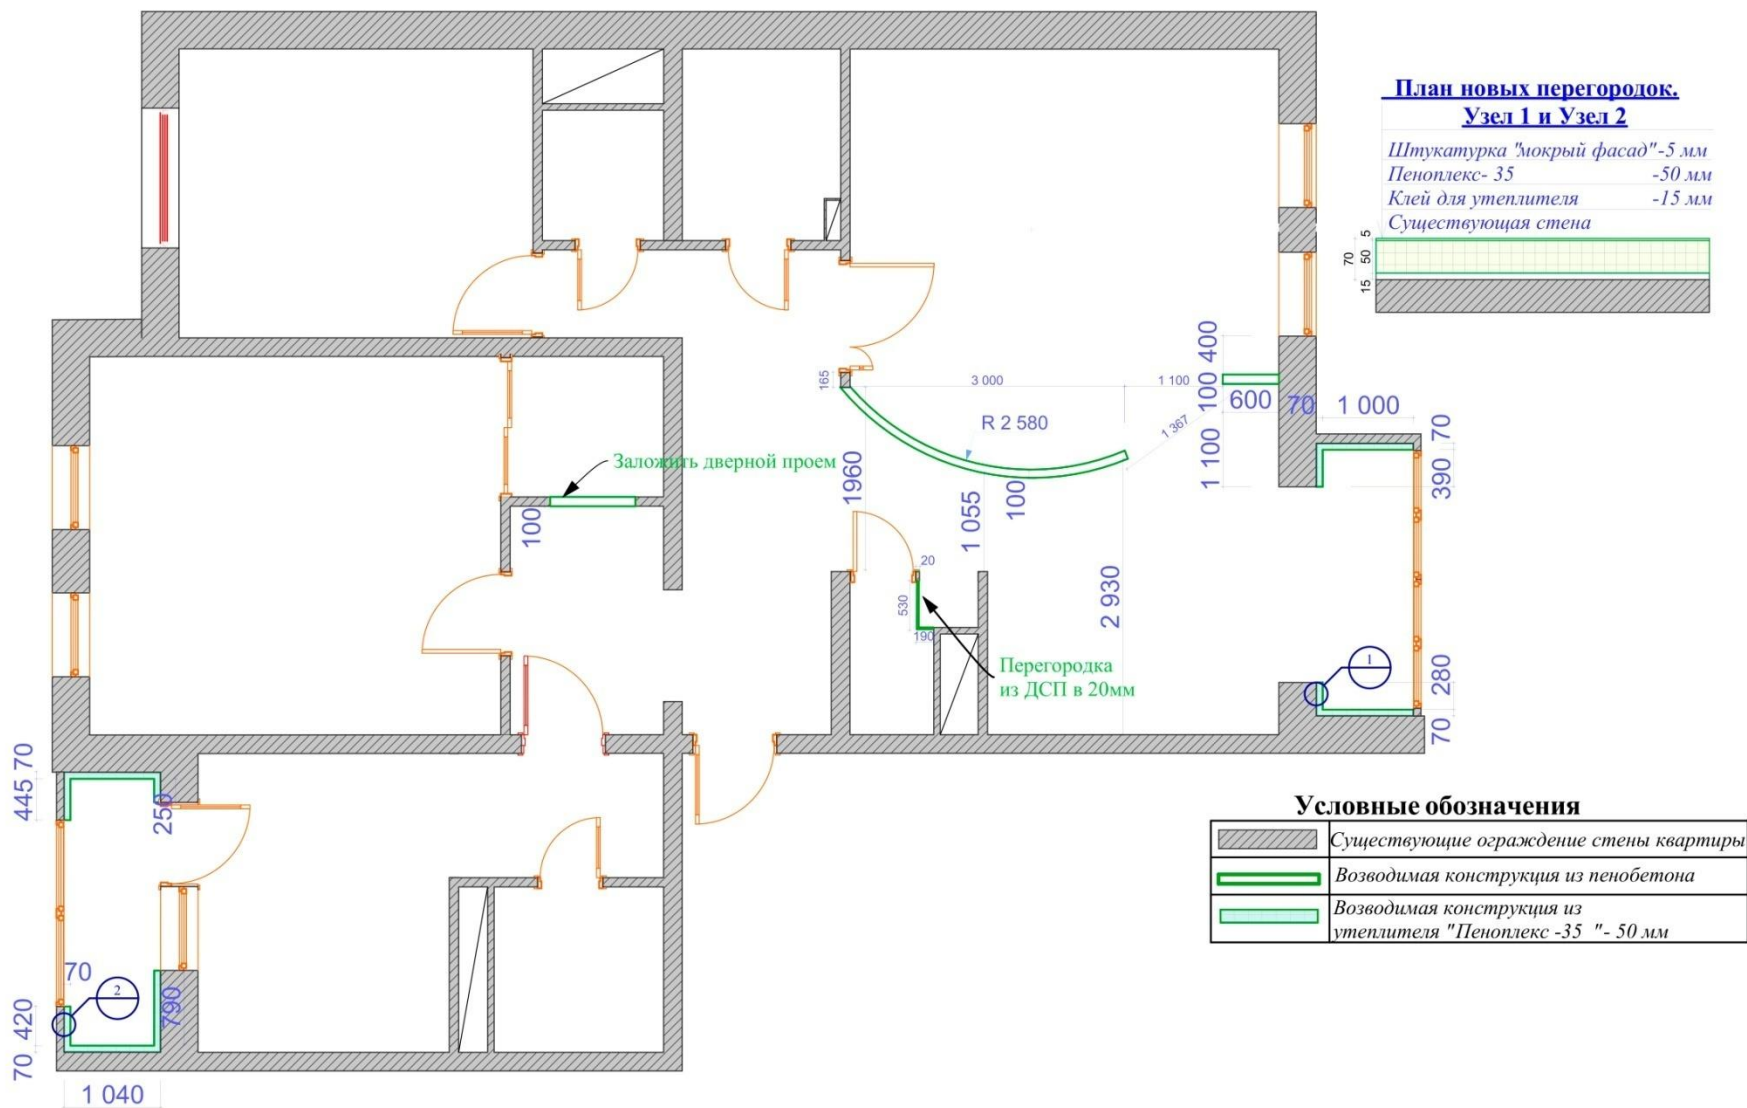 План новых перегородок.
Узел 1 и Узел 2
Штукатурка "мокрый фасад"-5 мм
Пеноплекс- 35 -50 мм
Клей для утеплителя -15 мм
Существующая стена
5
50
70
15
400
100
1 100
600
70
1 000
70
390
165
3 000
1 100
R 2 580
1 367
Заложить дверной проем
1960
100
1 055
100
20
530
190
2 930
Перегородка
из ДСП в 20мм
1
280
70
70
445
250
70
2
790
420
70
1 040
Условные обозначения
Существующие ограждение стены квартиры
Возводимая конструкция из пенобетона
Возводимая конструкция из
утеплителя "Пеноплекс -35 "- 50 мм